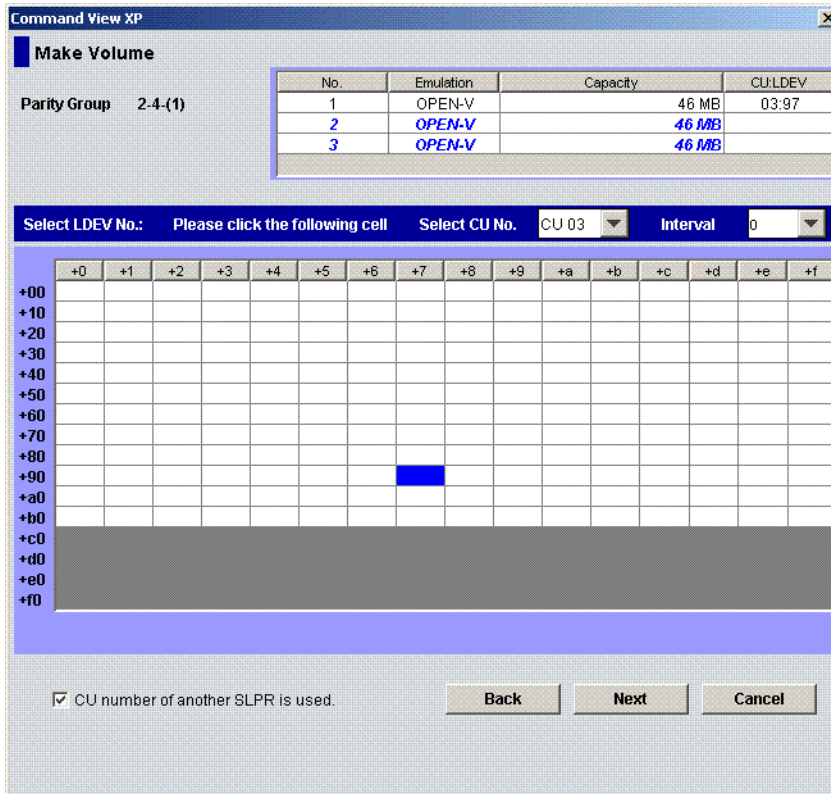 Command View XP
Make Volume
Parity Group 2-4-(1)
No. Emulation Capacity CU:LDEV
1 OPEN-V 46 MB 03:97
2 OPEN-V 46 MB
3 OPEN-V 46 MB
Select LDEV No.: Please click the following cell Select CU No. CU 03 Interval 0
+0 +1 +2 +3 +4 +5 +6 +7 +8 +9 +a +b +c +d +e +f
+00
+10
+20
+30
+40
+50
+60
+70
+80
+90
+a0
+b0
+c0
+d0
+e0
+f0
CU number of another SLPR is used. Back Next Cancel